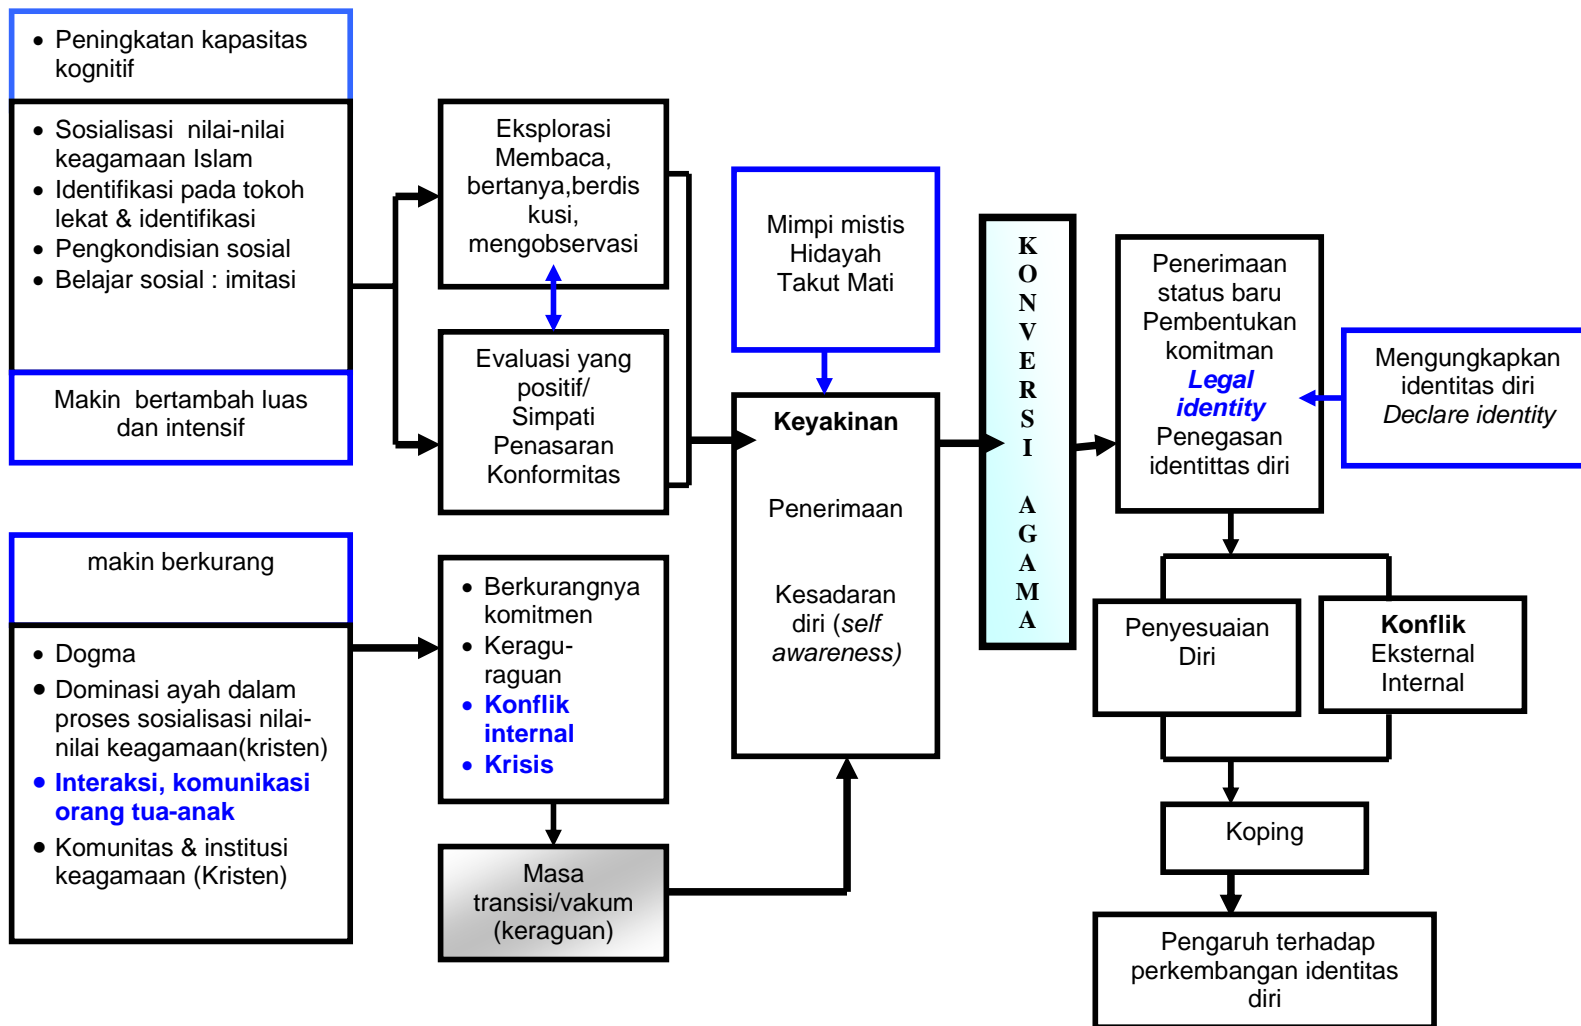 • Peningkatan kapasitas
kognitif
• Sosialisasi nilai-nilai
keagamaan Islam
• Identifikasi pada tokoh
lekat & identifikasi
• Pengkondisian sosial
• Belajar sosial : imitasi
Makin bertambah luas
dan intensif
makin berkurang
• Dogma
• Dominasi ayah dalam
proses sosialisasi nilai-
nilai keagamaan(kristen)
• Interaksi, komunikasi
orang tua-anak
• Komunitas & institusi
keagamaan (Kristen)
Eksplorasi
Membaca,
bertanya,berdis
kusi,
mengobservasi
Evaluasi yang
positif/
Simpati
Penasaran
Konformitas
• Berkurangnya
komitmen
• Keragu-
raguan
• Konflik
internal
• Krisis
Masa
transisi/vakum
(keraguan)
Mimpi mistis
Hidayah
Takut Mati
Keyakinan
Penerimaan
Kesadaran
diri (self
awareness)
K
O
N
V
E
R
S
I
A
G
A
M
A
Penerimaan
status baru
Pembentukan
komitman
Legal
identity
Penegasan
identittas diri
Mengungkapkan
identitas diri
Declare identity
Penyesuaian
Diri
Konflik
Eksternal
Internal
Koping
Pengaruh terhadap
perkembangan identitas
diri